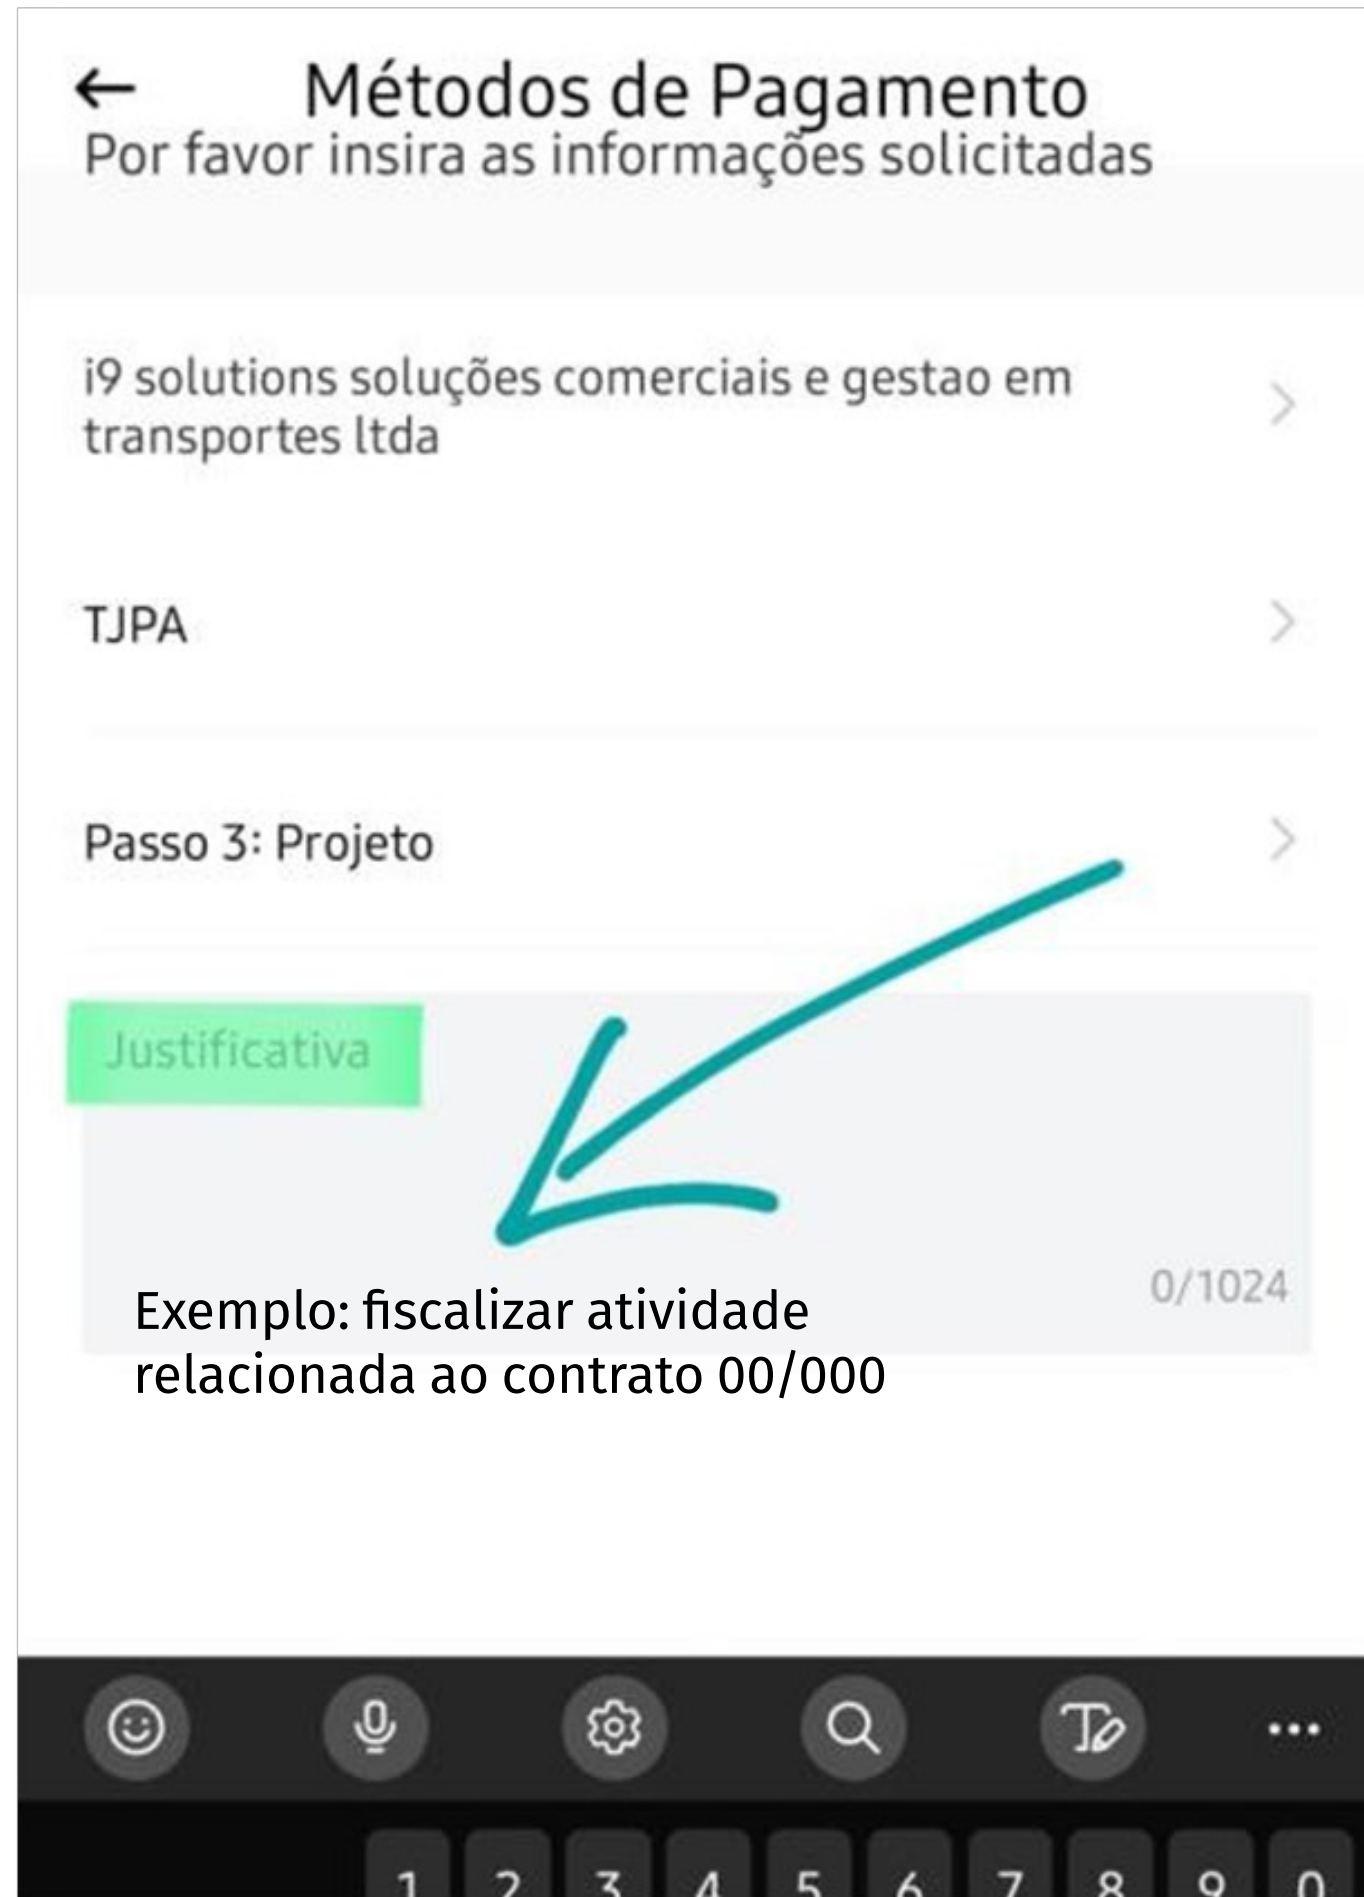 Métodos de Pagamento
Por favor insira as informações solicitadas
i9 solutions soluções comerciais e gestao em
transportes ltda
TJPA
Passo 3: Projeto
Justificativa
0/1024
Exemplo: fiscalizar atividade
relacionada ao contrato 00/000
1 2 3 4 5 6 7 8 9 0